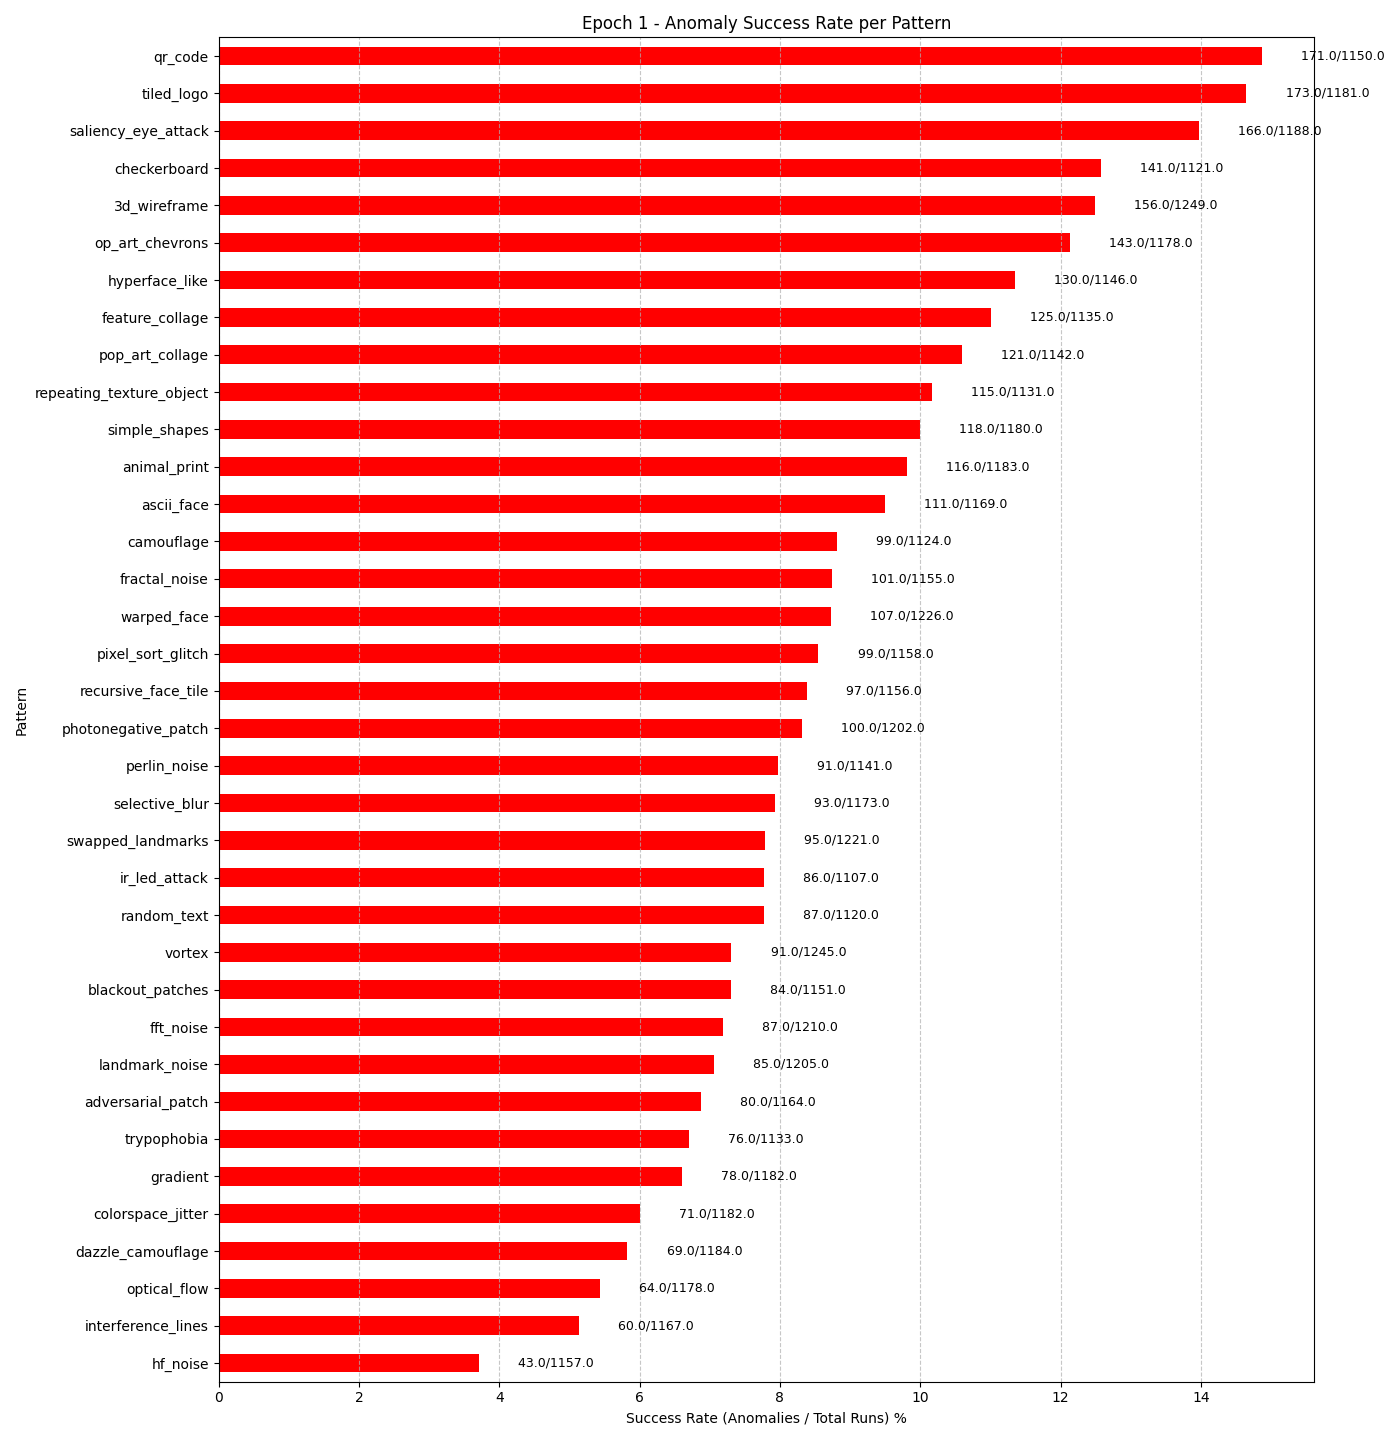 Epoch 1 - Anomaly Success Rate per Pattern
qr_code 171.0/1150.0
tiled_logo 173.0/1181.0
saliency_eye_attack 166.0/1188.0
checkerboard 141.0/1121.0
3d_wireframe 156.0/1249.0
op_art_chevrons 143.0/1178.0
hyperface_like 130.0/1146.0
feature_collage 125.0/1135.0
pop_art_collage 121.0/1142.0
repeating_texture_object 115.0/1131.0
simple_shapes 118.0/1180.0
animal_print 116.0/1183.0
ascii_face 111.0/1169.0
camouflage 99.0/1124.0
fractal_noise 101.0/1155.0
warped_face 107.0/1226.0
pixel_sort_glitch 99.0/1158.0
recursive_face_tile 97.0/1156.0
photonegative_patch 100.0/1202.0
perlin_noise 91.0/1141.0
selective_blur 93.0/1173.0
swapped_landmarks 95.0/1221.0
ir_led_attack 86.0/1107.0
random_text 87.0/1120.0
vortex 91.0/1245.0
blackout_patches 84.0/1151.0
fft_noise 87.0/1210.0
landmark_noise 85.0/1205.0
adversarial_patch 80.0/1164.0
trypophobia 76.0/1133.0
gradient 78.0/1182.0
colorspace_jitter 71.0/1182.0
dazzle_camouflage 69.0/1184.0
optical_flow 64.0/1178.0
interference_lines 60.0/1167.0
hf_noise 43.0/1157.0
Pattern
0 2 4 6 8 10 12 14
Success Rate (Anomalies / Total Runs) %